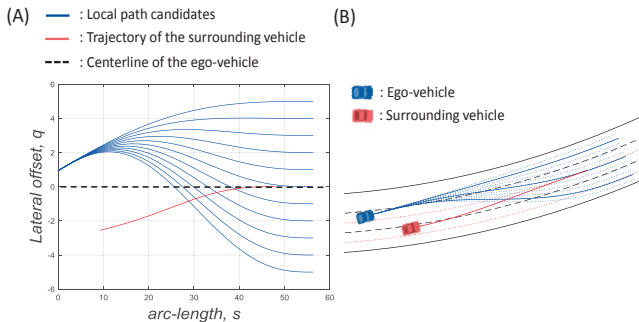 (A)
: Local path candidates
: Trajectory of the surrounding vehicle
: Centerline of the ego-vehicle
6
4
2
0
-2
-4
-6
0 10 20 30 40 50 60
Lateral offset, q
arc-length, s
(B)
: Ego-vehicle
: Surrounding vehicle